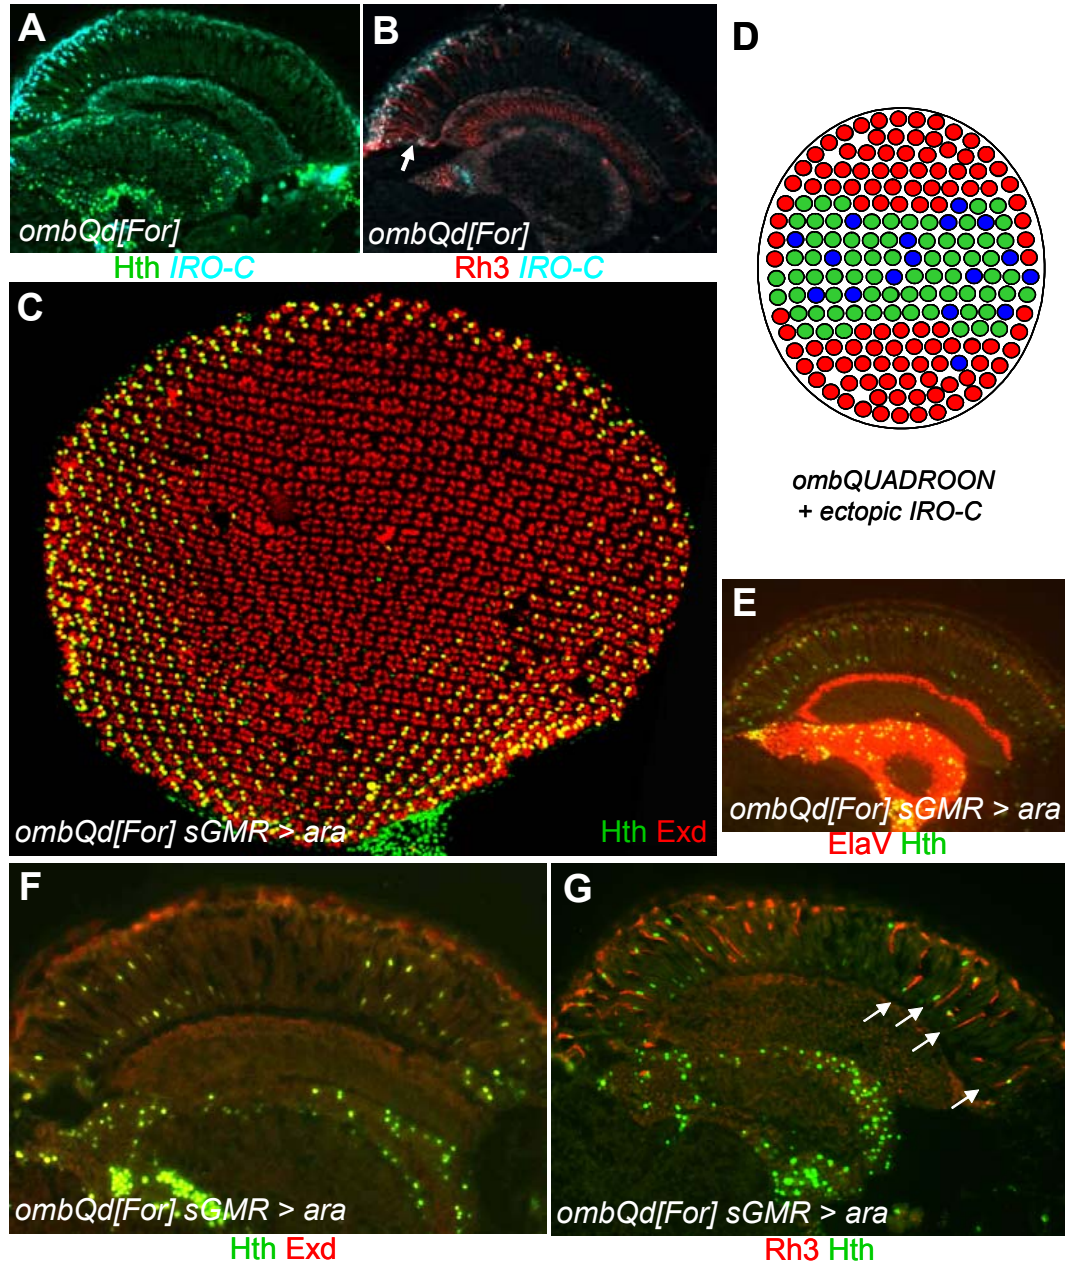 A
ombQd[For]
Hth IRO-C
B
ombQd[For]
Rh3 IRO-C
D
ombQUADROON
+ ectopic IRO-C
C
ombQd[For] sGMR > ara
Hth Exd
E
ombQd[For] sGMR > ara
ElaV Hth
F
ombQd[For] sGMR > ara
Hth Exd
G
ombQd[For] sGMR > ara
Rh3 Hth